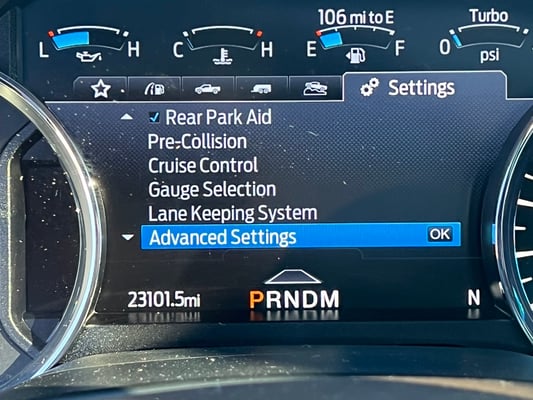 106 mi to E
Turbo
L H C H E F 0
psi
Settings
Rear Park Aid
Pre-Collision
Cruise Control
Gauge Selection
Lane Keeping System
Advanced Settings OK
23101.5mi PRNDM N